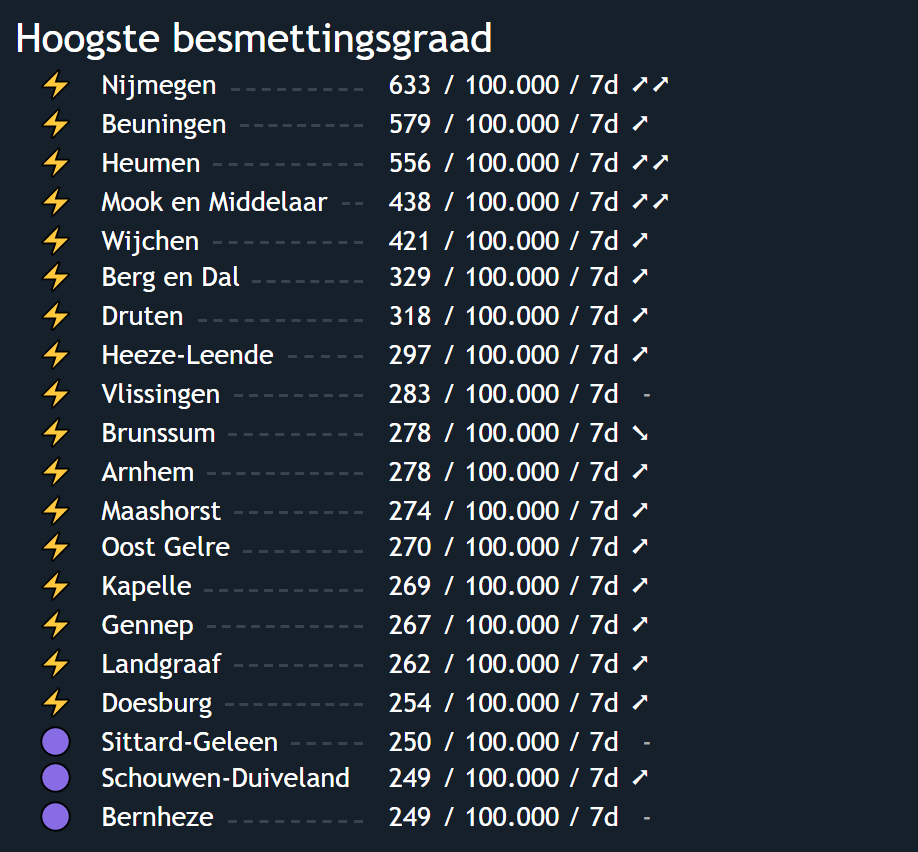 Hoogste besmettingsgraad
⚡ Nijmegen -------- 633 / 100.000 / 7d ➚➚
⚡ Beuningen -------- 579 / 100.000 / 7d ➚
⚡ Heumen --------- 556 / 100.000 / 7d ➚➚
⚡ Mook en Middelaar -- 438 / 100.000 / 7d ➚➚
⚡ Wijchen --------- 421 / 100.000 / 7d ➚
⚡ Berg en Dal ------- 329 / 100.000 / 7d ➚
⚡ Druten ---------- 318 / 100.000 / 7d ➚
⚡ Heeze-Leende ----- 297 / 100.000 / 7d ➚
⚡ Vlissingen -------- 283 / 100.000 / 7d -
⚡ Brunssum -------- 278 / 100.000 / 7d ➘
⚡ Arnhem --------- 278 / 100.000 / 7d ➚
⚡ Maashorst -------- 274 / 100.000 / 7d ➚
⚡ Oost Gelre ------- 270 / 100.000 / 7d ➚
⚡ Kapelle ---------- 269 / 100.000 / 7d ➚
⚡ Gennep --------- 267 / 100.000 / 7d ➚
⚡ Landgraaf -------- 262 / 100.000 / 7d ➚
⚡ Doesburg -------- 254 / 100.000 / 7d ➚
🟣 Sittard-Geleen ----- 250 / 100.000 / 7d -
🟣 Schouwen-Duiveland 249 / 100.000 / 7d ➚
🟣 Bernheze -------- 249 / 100.000 / 7d -